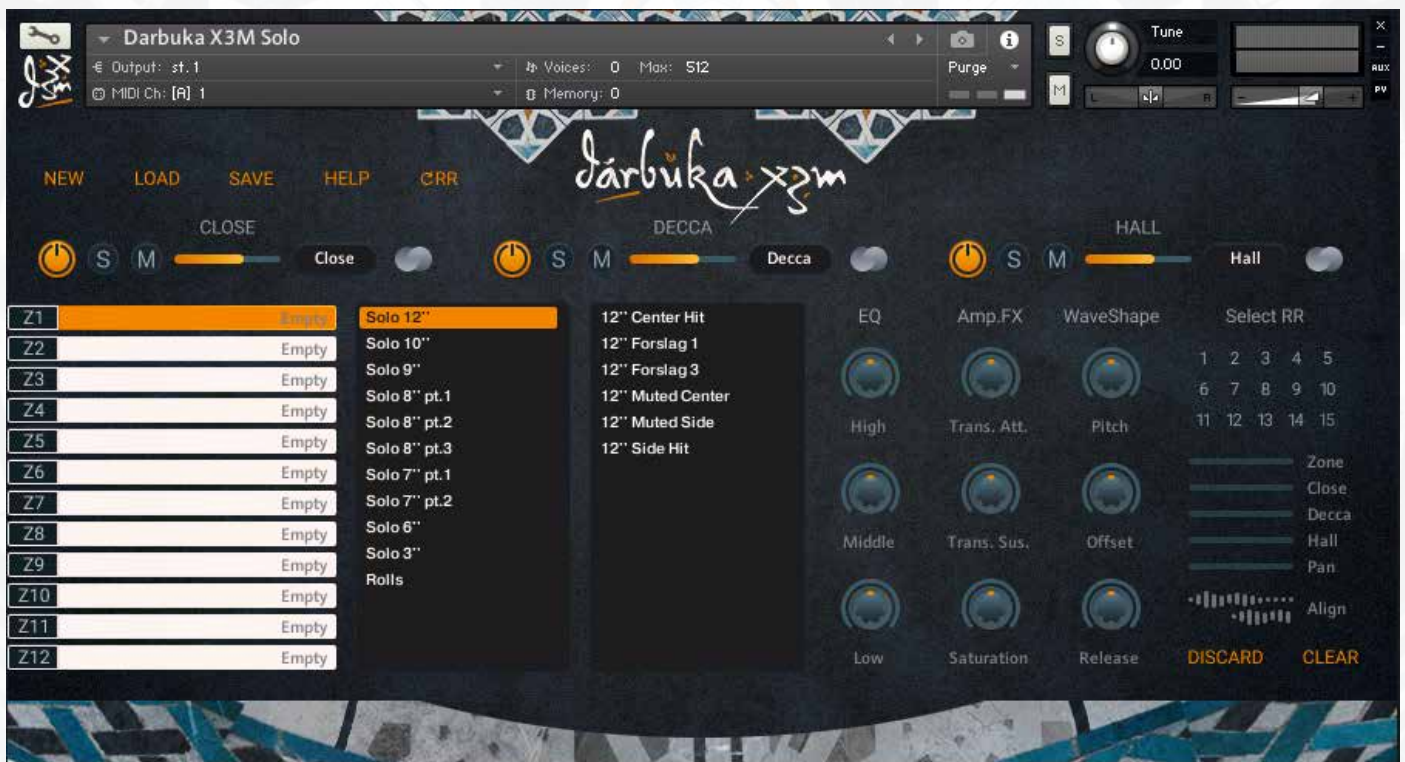 Darbuka X3M Solo
Output: st.1
Voices: 0 Max: 512
Purge
MIDI Ch: [A] 1
Memory: 0
S
M
Tune
0.00
L
R
-
+
×
-
AUX
PV
x3m
darbuka x3m
NEW LOAD SAVE HELP RR
CLOSE
S M Close
DECCA
S M Decca
HALL
S M Hall
Z1 Empty
Z2 Empty
Z3 Empty
Z4 Empty
Z5 Empty
Z6 Empty
Z7 Empty
Z8 Empty
Z9 Empty
Z10 Empty
Z11 Empty
Z12 Empty
Solo 12''
Solo 10''
Solo 9''
Solo 8'' pt.1
Solo 8'' pt.2
Solo 8'' pt.3
Solo 7'' pt.1
Solo 7'' pt.2
Solo 6''
Solo 3''
Rolls
12'' Center Hit
12'' Forslag 1
12'' Forslag 3
12'' Muted Center
12'' Muted Side
12'' Side Hit
EQ Amp.FX WaveShape
High Trans. Att. Pitch
Middle Trans. Sus. Offset
Low Saturation Release
Select RR
1 2 3 4 5
6 7 8 9 10
11 12 13 14 15
Zone
Close
Decca
Hall
Pan
Align
DISCARD CLEAR